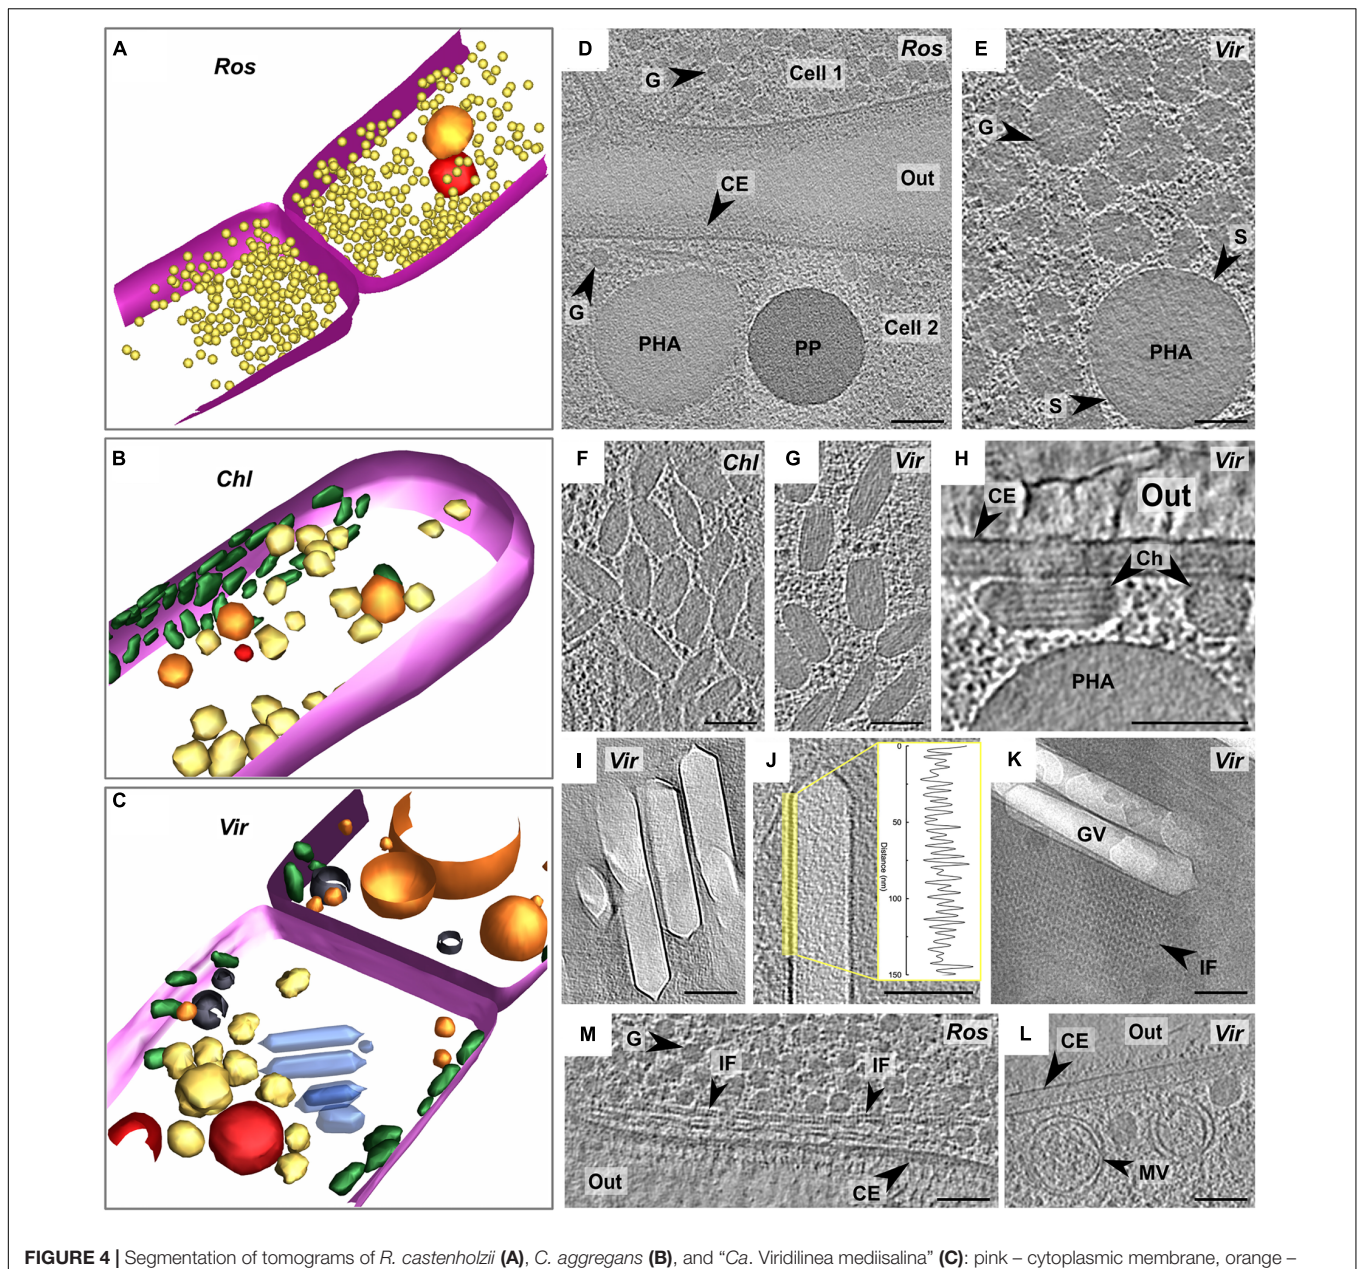 A
Ros
B
Chl
C
Vir
D
Ros
G
Cell 1
Out
CE
G
PHA
PP
Cell 2
E
Vir
G
S
PHA
S
F
Chl
G
Vir
H
Vir
CE
Out
Ch
PHA
I
Vir
J
0
50
100
150
Distance (nm)
K
Vir
GV
IF
M
Ros
G
IF
IF
Out
CE
L
Out
Vir
CE
MV
FIGURE 4 | Segmentation of tomograms of R. castenholzii (A), C. aggregans (B), and “Ca. Viridilinea mediisalina” (C): pink – cytoplasmic membrane, orange –